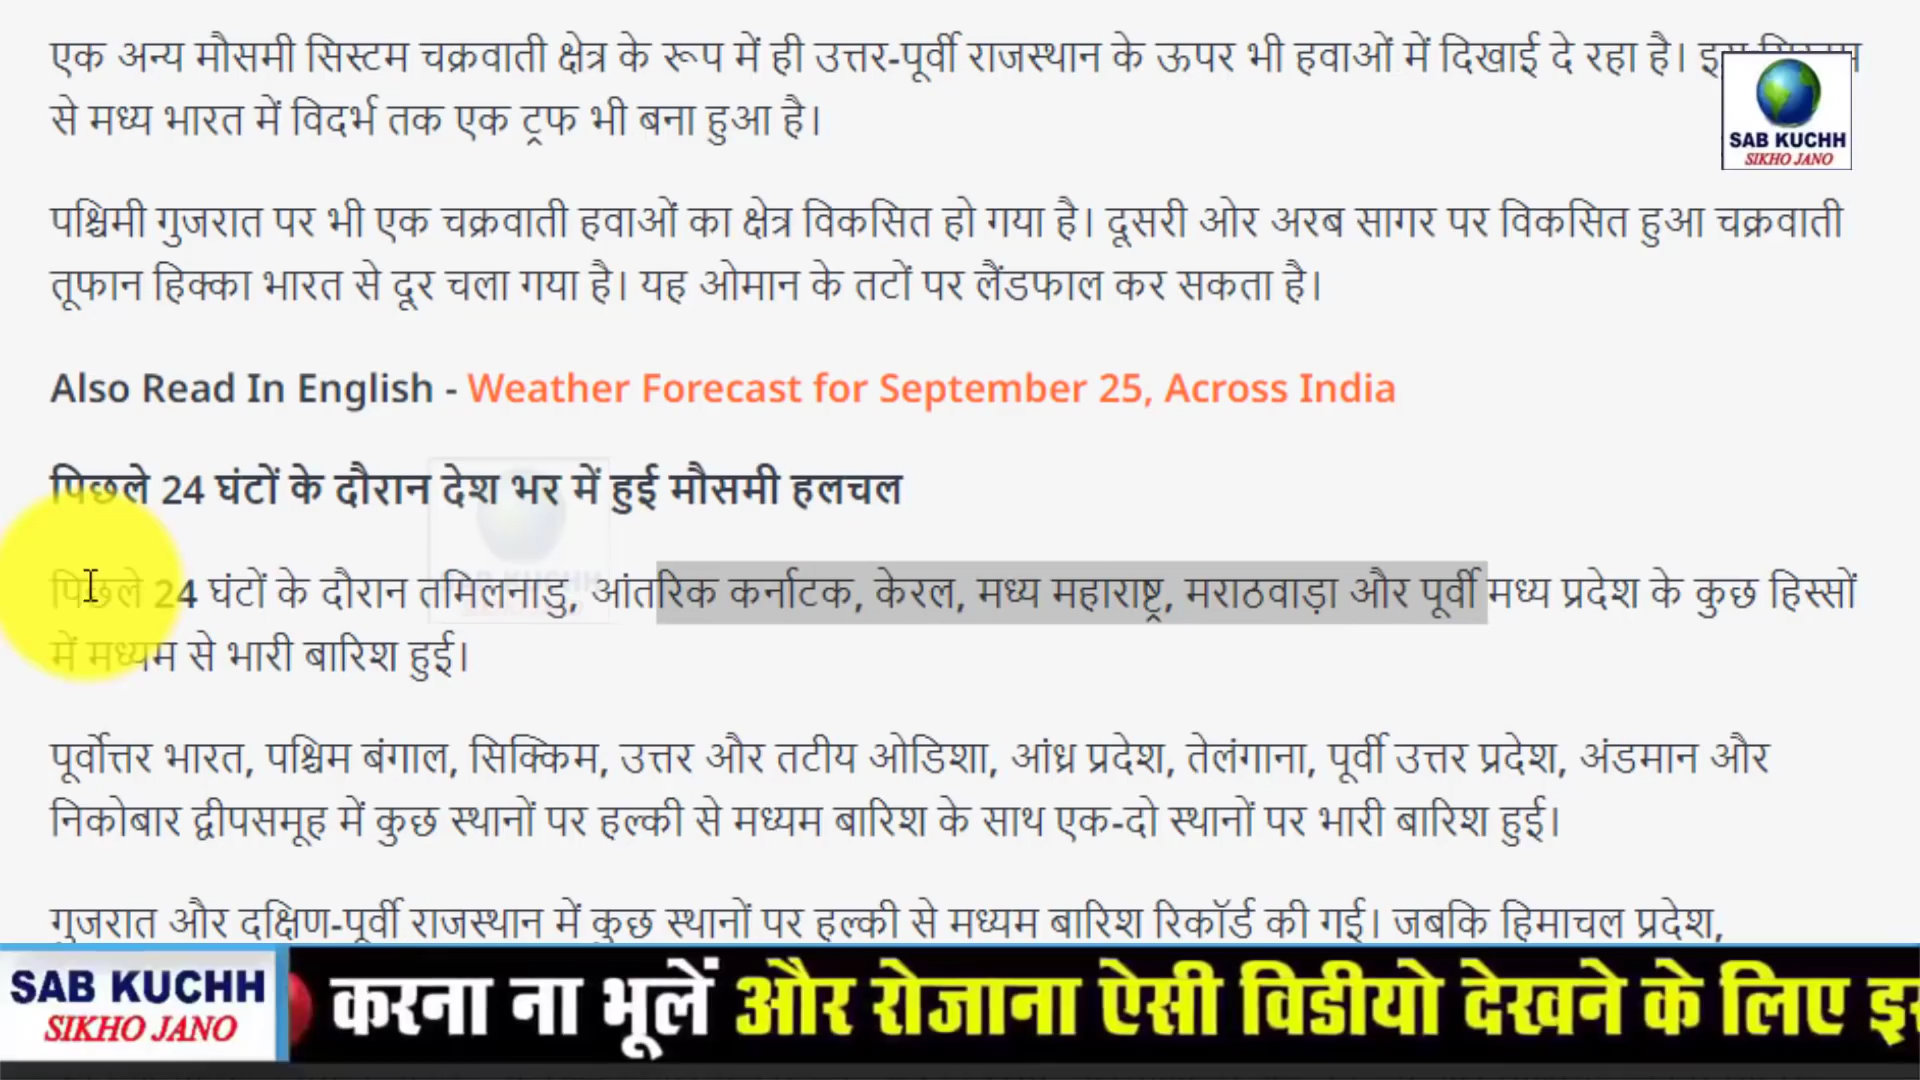 एक अन्य मौसमी सिस्टम चक्रवाती क्षेत्र के रूप में ही उत्तर-पूर्वी राजस्थान के ऊपर भी हवाओं में दिखाई दे रहा है।
से मध्य भारत में विदर्भ तक एक ट्रफ भी बना हुआ है।
SAB KUCHH
SIKHO JANO
पश्चिमी गुजरात पर भी एक चक्रवाती हवाओं का क्षेत्र विकसित हो गया है। दूसरी ओर अरब सागर पर विकसित हुआ चक्रवाती
तूफान हिक्का भारत से दूर चला गया है। यह ओमान के तटों पर लैंडफाल कर सकता है।
Also Read In English - Weather Forecast for September 25, Across India
पिछले 24 घंटों के दौरान देश भर में हुई मौसमी हलचल
पिछले 24 घंटों के दौरान तमिलनाडु, आंतरिक कर्नाटक, केरल, मध्य महाराष्ट्र, मराठवाड़ा और पूर्वी मध्य प्रदेश के कुछ हिस्सों
में मध्यम से भारी बारिश हुई।
पूर्वोत्तर भारत, पश्चिम बंगाल, सिक्किम, उत्तर और तटीय ओडिशा, आंध्र प्रदेश, तेलंगाना, पूर्वी उत्तर प्रदेश, अंडमान और
निकोबार द्वीपसमूह में कुछ स्थानों पर हल्की से मध्यम बारिश के साथ एक-दो स्थानों पर भारी बारिश हुई।
गुजरात और दक्षिण-पूर्वी राजस्थान में कुछ स्थानों पर हल्की से मध्यम बारिश रिकॉर्ड की गई। जबकि हिमाचल प्रदेश,
SAB KUCHH
SIKHO JANO
करना ना भूलें और रोजाना ऐसी विडीयो देखने के लिए